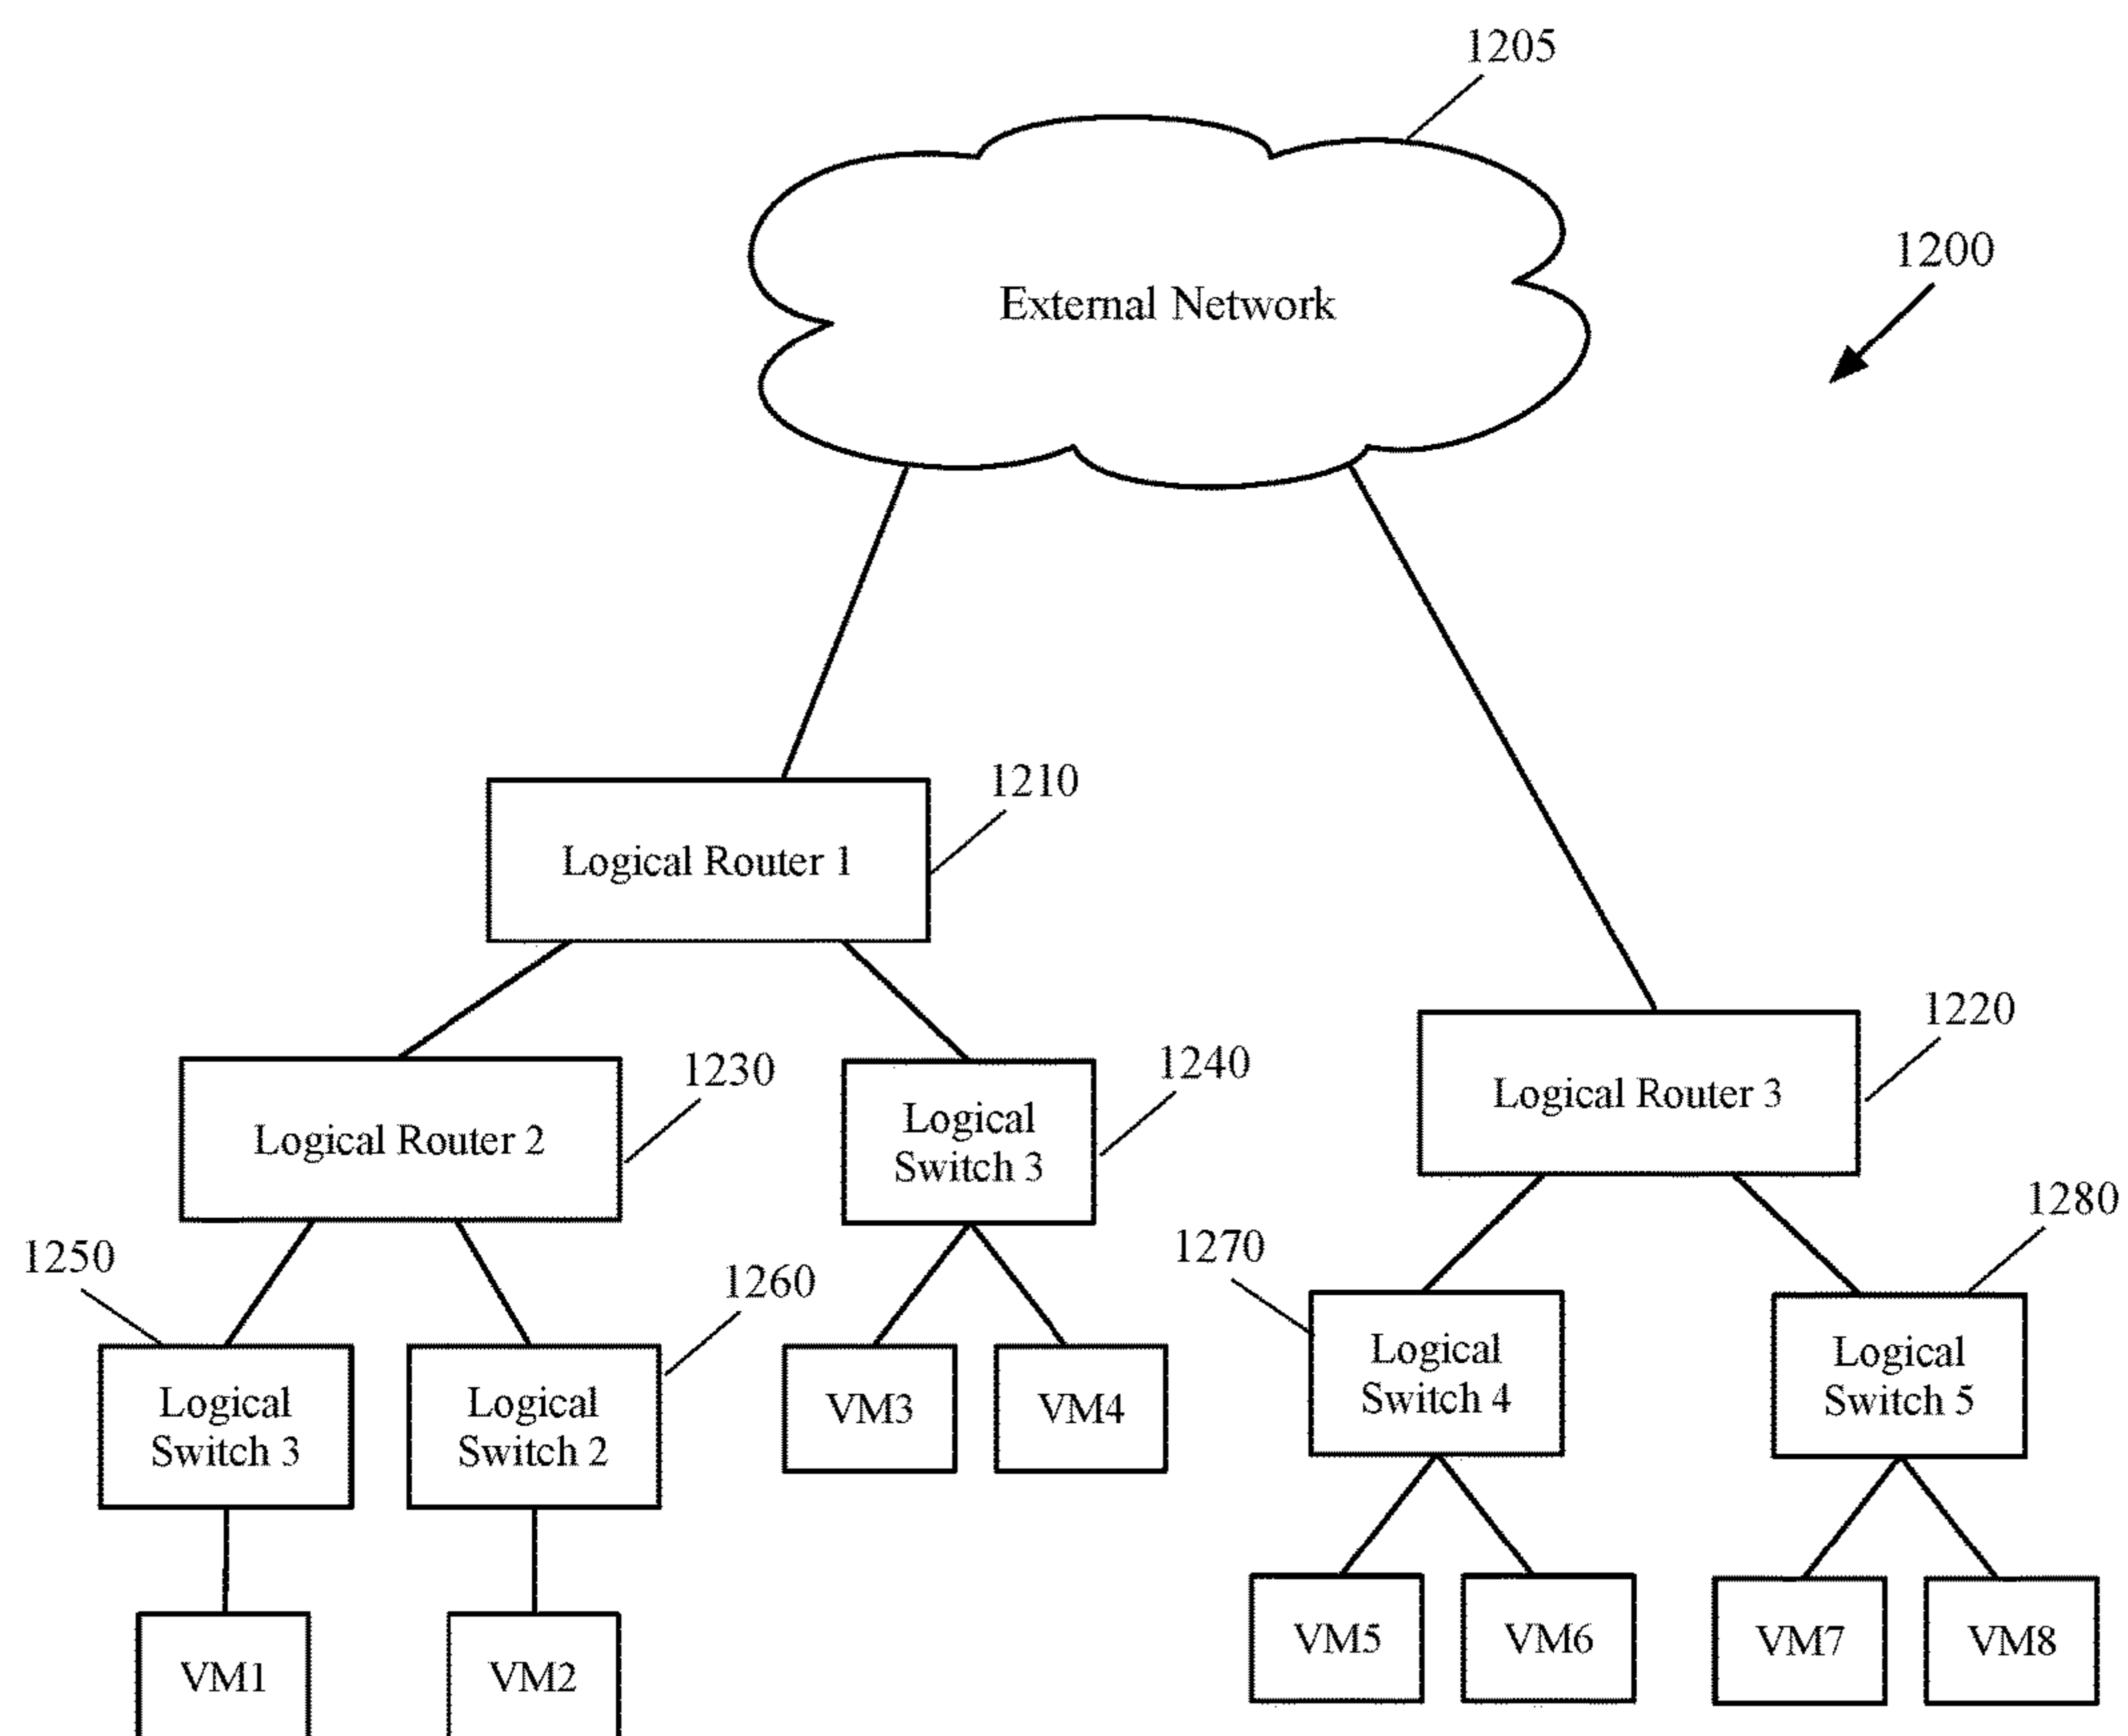 1205
1200
External Network
1210
Logical Router 1
1220
1230
1240
Logical Router 3
Logical Router 2
Logical
Switch 3
1280
1250
1260
1270
Logical
Switch 3
Logical
Switch 2
VM3
VM4
Logical
Switch 4
Logical
Switch 5
VM1
VM2
VM5
VM6
VM7
VM8